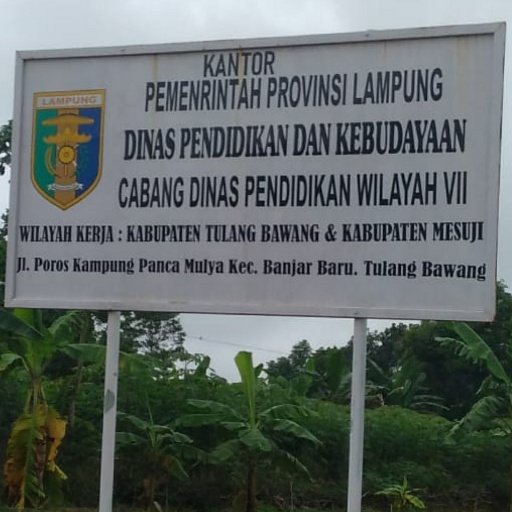 KANTOR
PEMENRINTAH PROVINSI LAMPUNG
DINAS PENDIDIKAN DAN KEBUDAYAAN
CABANG DINAS PENDIDIKAN WILAYAH VII
WILAYAH KERJA : KABUPATEN TULANG BAWANG & KABUPATEN MESUJI
Jl. Poros Kampung Panca Mulya Kec. Banjar Baru. Tulang Bawang
LAMPUNG